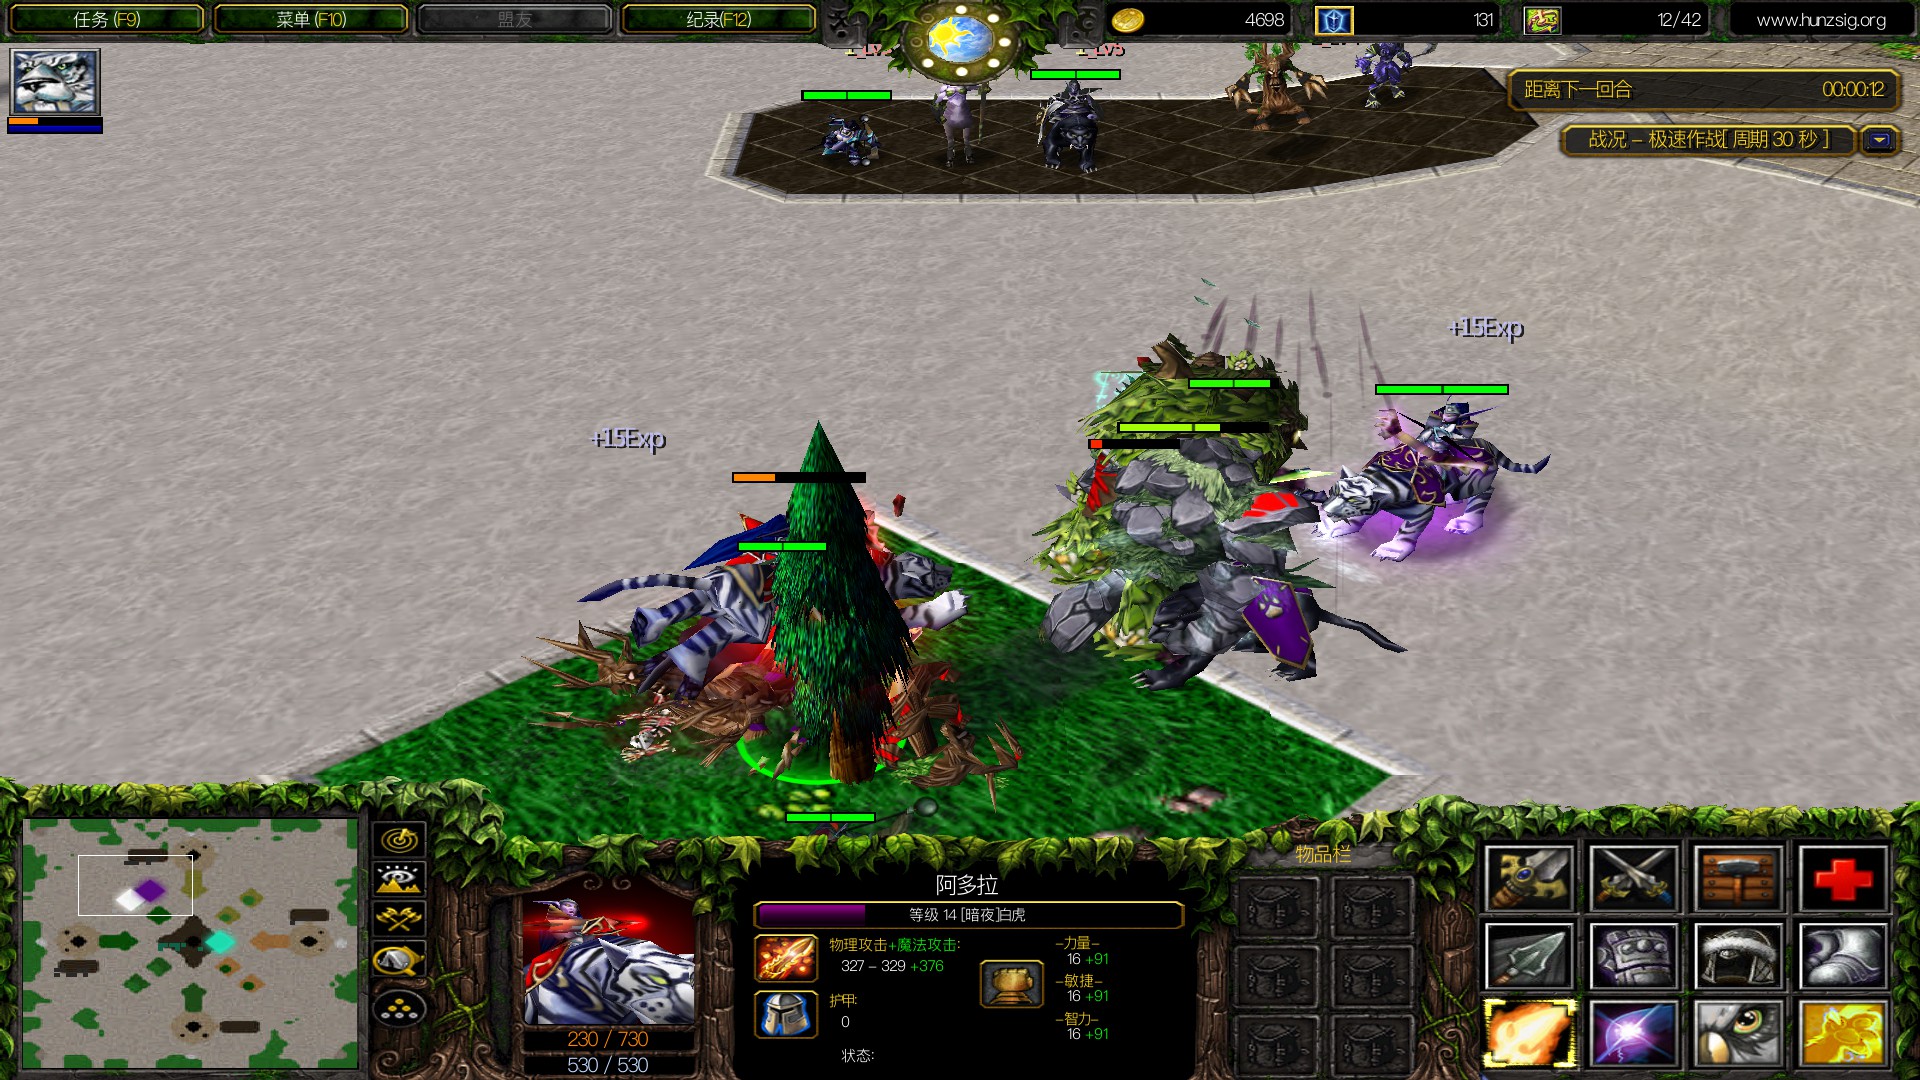 任务 (F9)
菜单 (F10)
盟友
纪录(F12)
4698
131
12/42
www.hunzsig.org
距离下一回合
00:00:12
战况 – 极速作战[ 周期 30 秒 ]
+15Exp
+15Exp
物品栏
阿多拉
等级 14 [暗夜]白虎
物理攻击+魔法攻击:
327 – 329 +376
护甲:
0
状态:
–力量–
16 +91
–敏捷–
16 +91
–智力–
16 +91
230 / 730
530 / 530